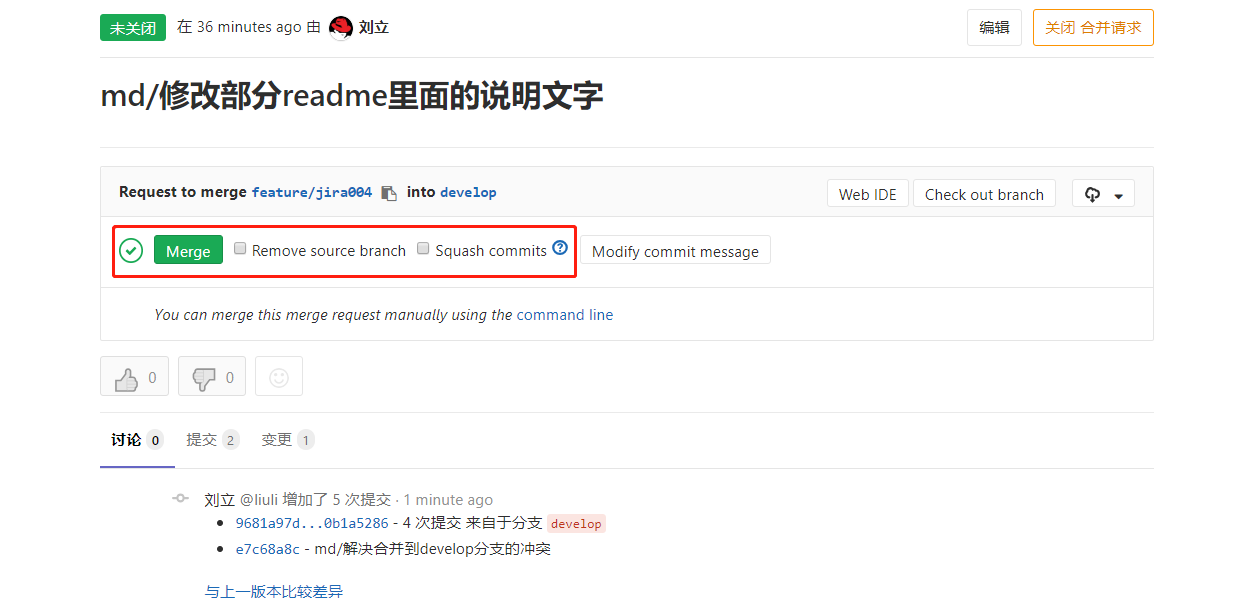 未关闭 在 36 minutes ago 由 刘立 编辑 关闭 合并请求
md/修改部分readme里面的说明文字
Request to merge feature/jira004 into develop Web IDE Check out branch
Merge Remove source branch Squash commits ? Modify commit message
You can merge this merge request manually using the command line
0 0
讨论 0 提交 2 变更 1
刘立 @liuli 增加了 5 次提交 · 1 minute ago
• 9681a97d...0b1a5286 - 4 次提交 来自于分支 develop
• e7c68a8c - md/解决合并到develop分支的冲突
与上一版本比较差异